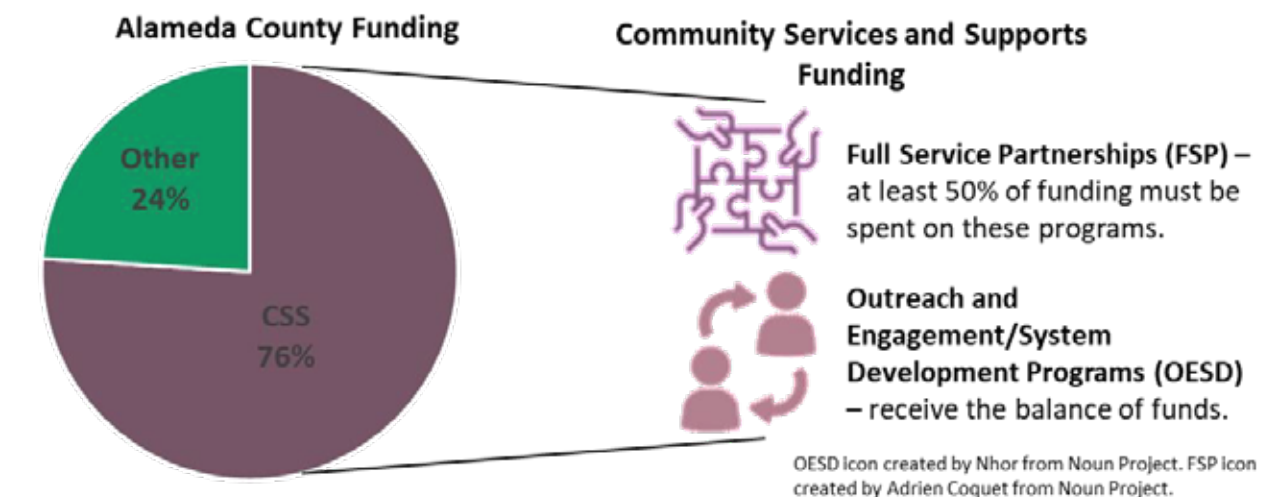 Alameda County Funding
Other
24%
CSS
76%
Community Services and Supports
Funding
Full Service Partnerships (FSP) –
at least 50% of funding must be
spent on these programs.
Outreach and
Engagement/System
Development Programs (OESD)
– receive the balance of funds.
OESD icon created by Nhor from Noun Project. FSP icon
created by Adrien Coquet from Noun Project.